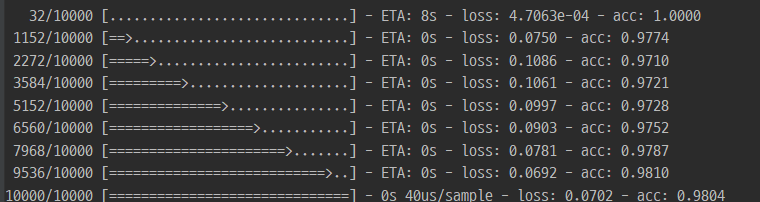 32/10000 [..............................] - ETA: 8s - loss: 4.7063e-04 - acc: 1.0000
1152/10000 [==>...........................] - ETA: 0s - loss: 0.0750 - acc: 0.9774
2272/10000 [=====>........................] - ETA: 0s - loss: 0.1086 - acc: 0.9710
3584/10000 [=========>....................] - ETA: 0s - loss: 0.1061 - acc: 0.9721
5152/10000 [==============>...............] - ETA: 0s - loss: 0.0997 - acc: 0.9728
6560/10000 [==================>...........] - ETA: 0s - loss: 0.0903 - acc: 0.9752
7968/10000 [======================>.......] - ETA: 0s - loss: 0.0781 - acc: 0.9787
9536/10000 [===========================>..] - ETA: 0s - loss: 0.0692 - acc: 0.9810
10000/10000 [==============================] - 0s 40us/sample - loss: 0.0702 - acc: 0.9804